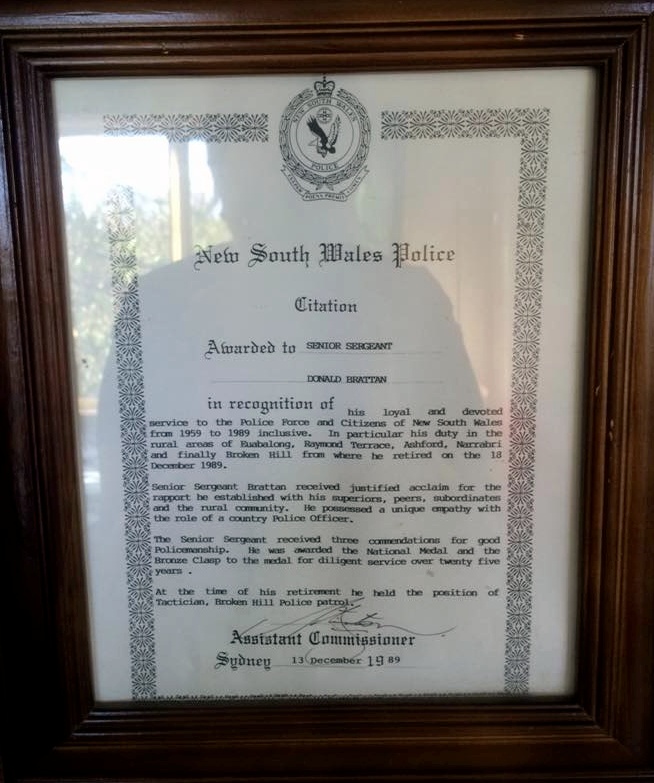 NEW SOUTH WALES
POLICE
New South Wales Police
Citation
Awarded to SENIOR SERGEANT
DONALD BRATTAN
in recognition of his loyal and devoted
service to the Police Force and Citizens of New South Wales
from 1959 to 1989 inclusive. In particular his duty in the
rural areas of Euabalong, Raymond Terrace, Ashford, Narrabri
and finally Broken Hill from where he retired on the 18
December 1989.
Senior Sergeant Brattan received justified acclaim for the
rapport he established with his superiors, peers, subordinates
and the rural community. He possessed a unique empathy with
the role of a country Police Officer.
The Senior Sergeant received three commendations for good
Policemanship. He was awarded the National Medal and the
Bronze Clasp to the medal for diligent service over twenty five
years .
At the time of his retirement he held the position of
Tactician, Broken Hill Police patrol.
Assistant Commissioner
Sydney 13 December 1989